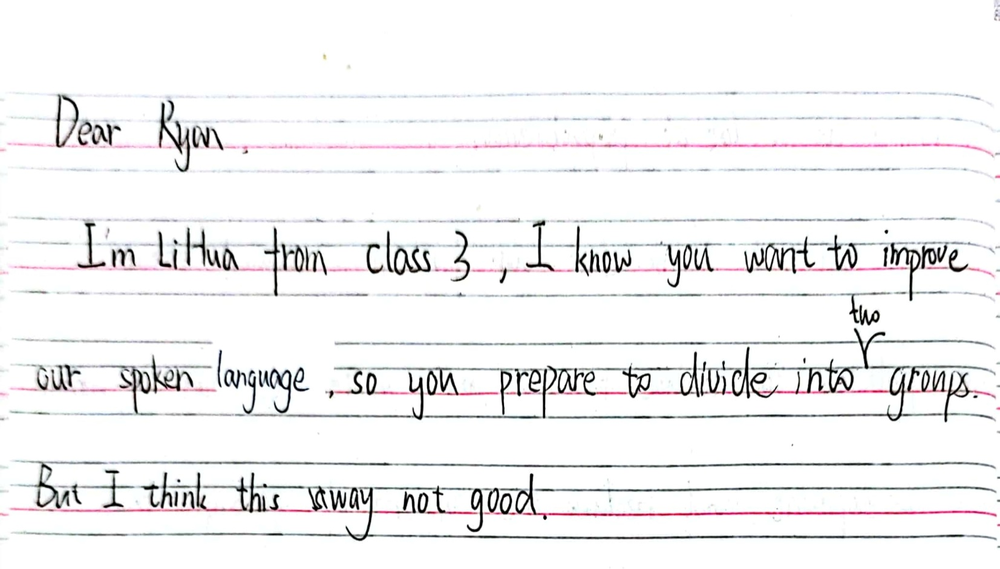 Dear Ryan,
I'm LiHua from class 3, I know you want to improve
our spoken language, so you prepare to divide into two groups.
But I think this way not good.